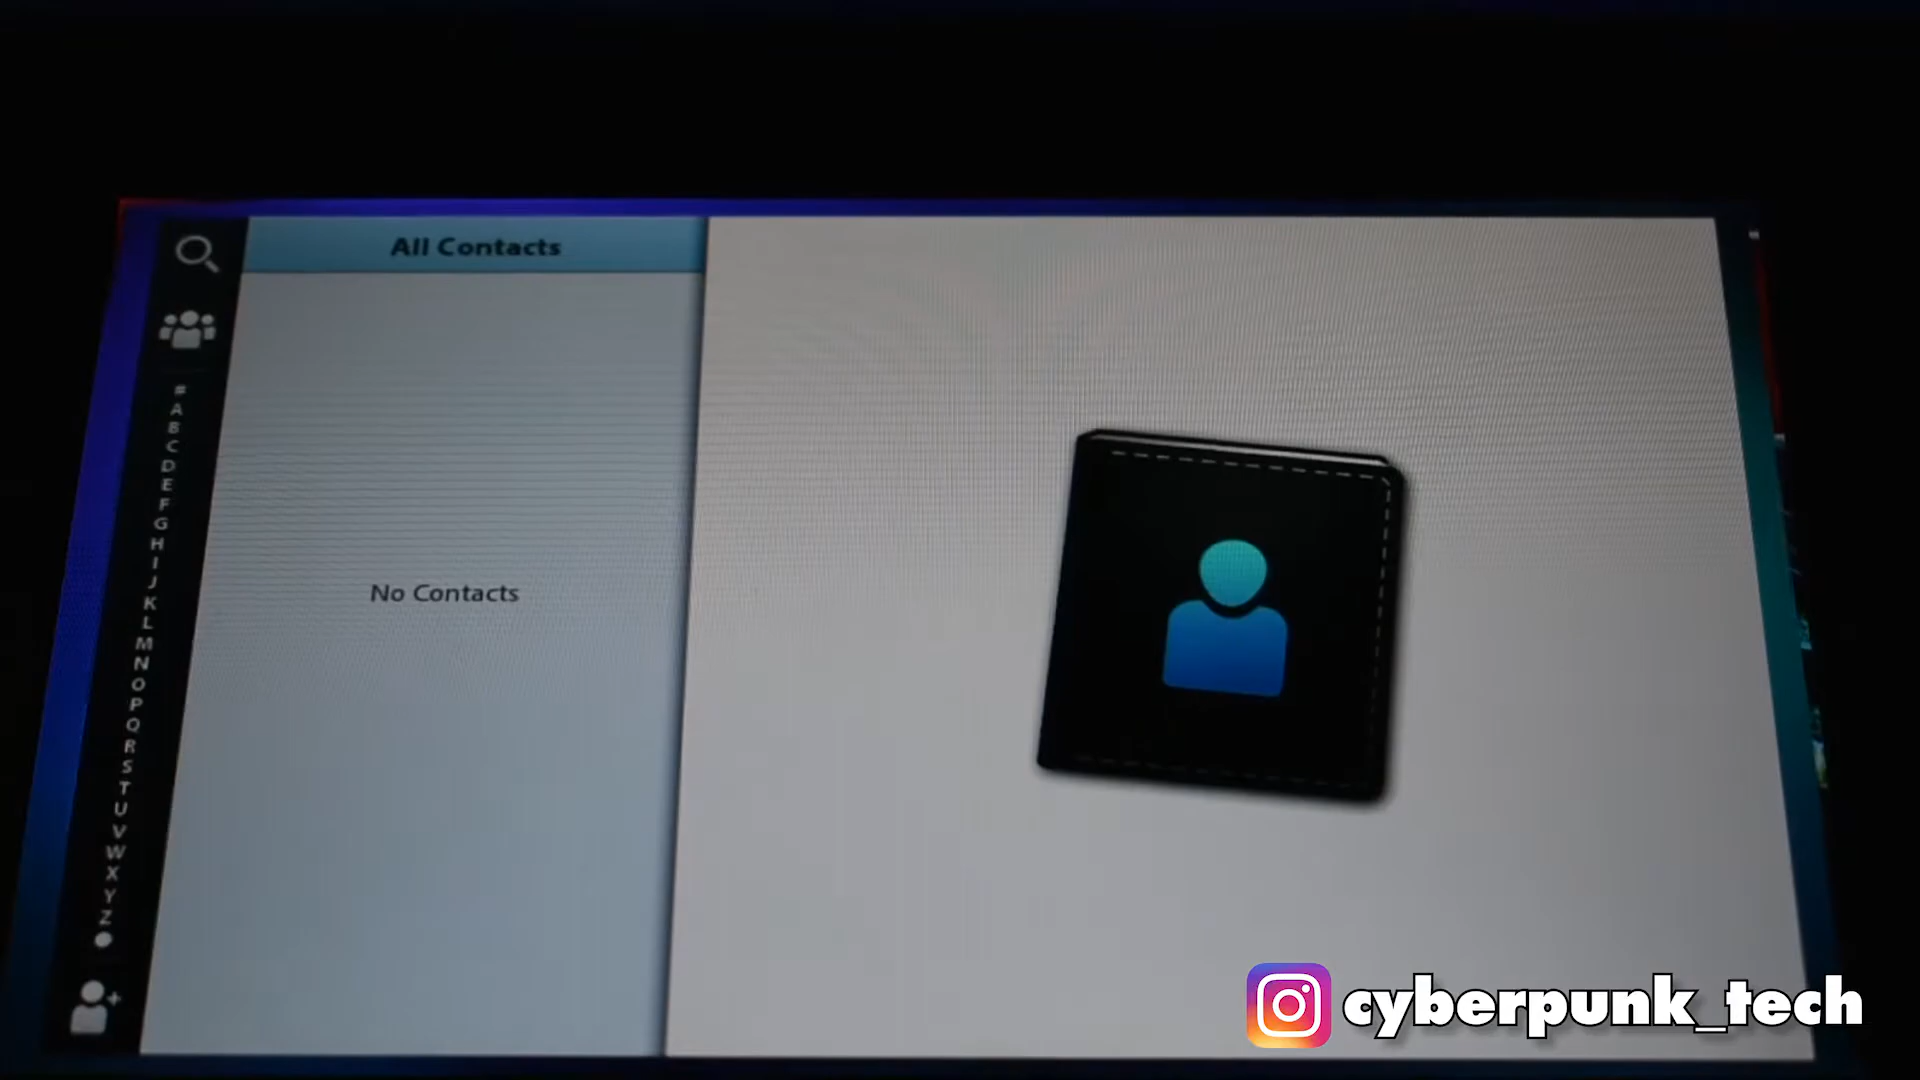 All Contacts
#
A
B
C
D
E
F
G
H
I
J
K
L
M
N
O
P
Q
R
S
T
U
V
W
X
Y
Z
No Contacts
cyberpunk_tech